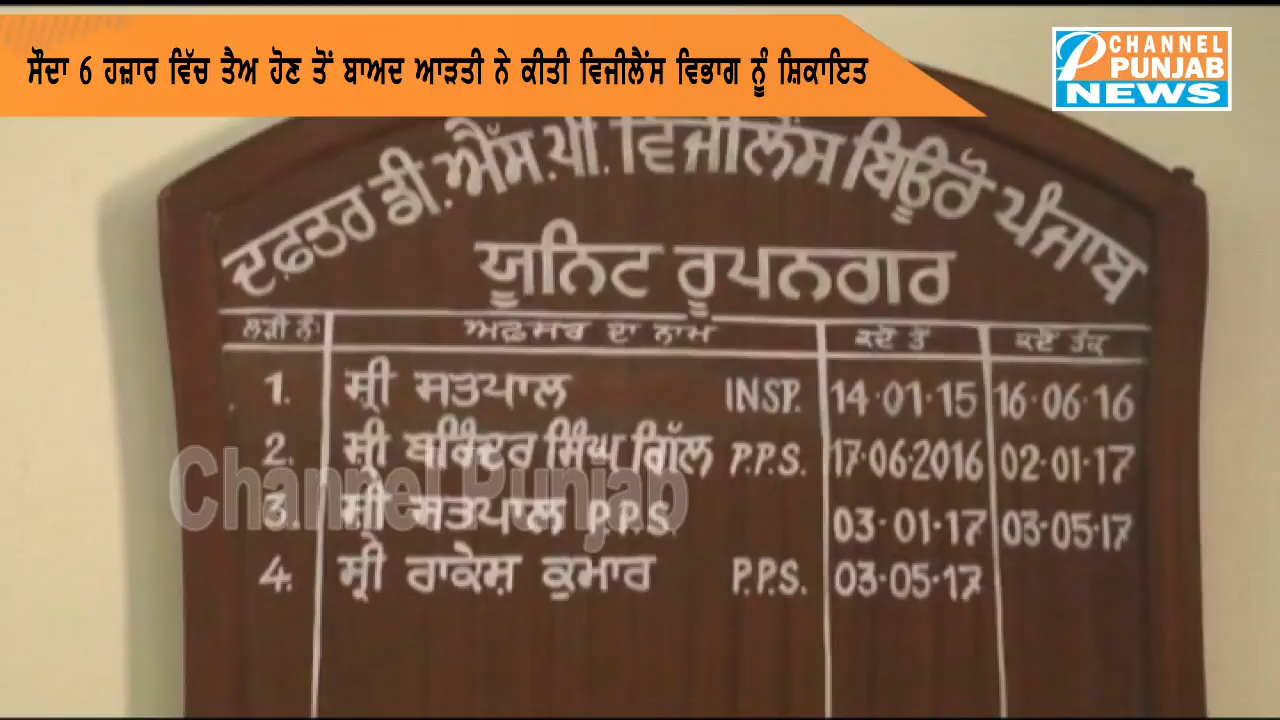 ਸੌਦਾ 6 ਹਜ਼ਾਰ ਵਿੱਚ ਤੈਅ ਹੋਣ ਤੋਂ ਬਾਅਦ ਆੜਤੀ ਨੇ ਕੀਤੀ ਵਿਜੀਲੈਂਸ ਵਿਭਾਗ ਨੂੰ ਸ਼ਿਕਾਇਤ
CHANNEL
PUNJAB
NEWS
ਦਫ਼ਤਰ ਡੀ.ਐੱਸ.ਪੀ. ਵਿਜੀਲੈਂਸ ਬਿਊਰੋ ਪੰਜਾਬ
ਯੂਨਿਟ ਰੂਪਨਗਰ
ਲੜੀ ਨੰ: ਅਫ਼ਸਰ ਦਾ ਨਾਮ ਕਦੋਂ ਤੋਂ ਕਦੋਂ ਤੱਕ
1. ਸ੍ਰੀ ਸਤਪਾਲ INSP. 14·01·15 16·06·16
2. ਸ੍ਰੀ ਬਰਿੰਦਰ ਸਿੰਘ ਗਿੱਲ P.P.S. 17·06·2016 02·01·17
Channel Punjab
3. ਸ੍ਰੀ ਸਤਪਾਲ P.P.S. 03·01·17 03·05·17
4. ਸ੍ਰੀ ਰਾਕੇਸ਼ ਕੁਮਾਰ P.P.S. 03·05·17